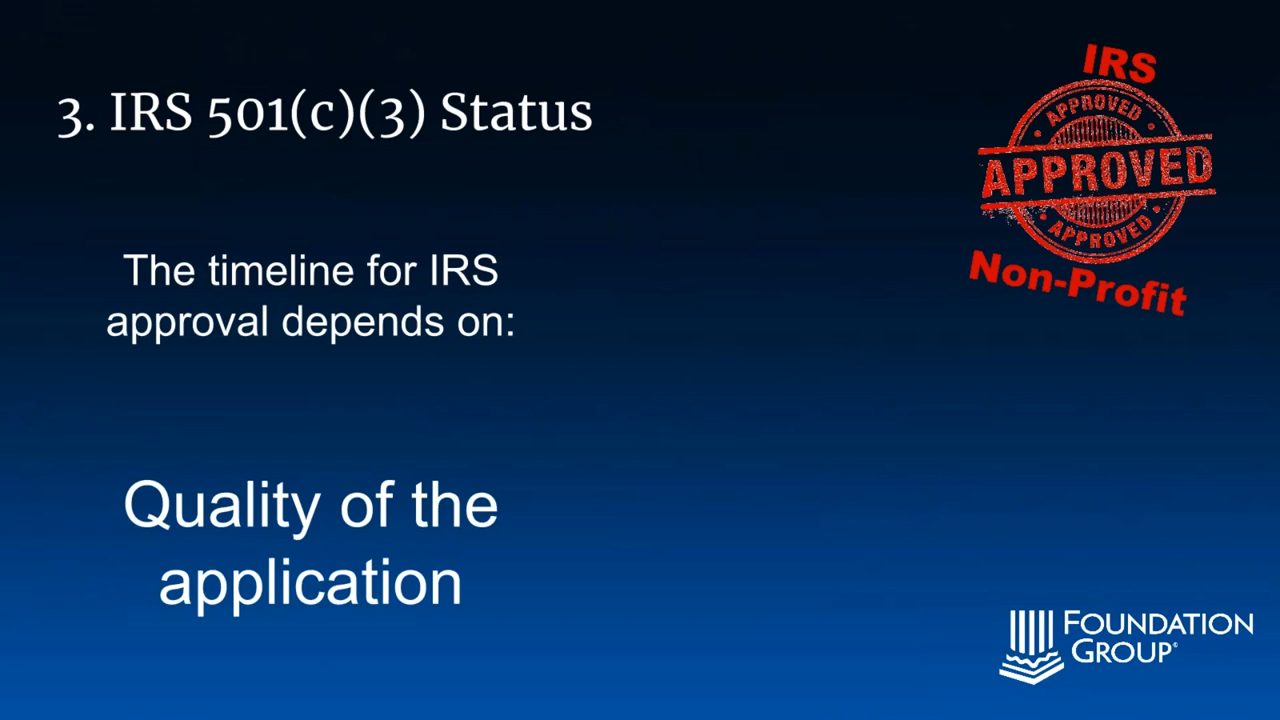 3. IRS 501(c)(3) Status
IRS
APPROVED
APPROVED
APPROVED
Non-Profit
The timeline for IRS
approval depends on:
Quality of the
application
FOUNDATION
GROUP®